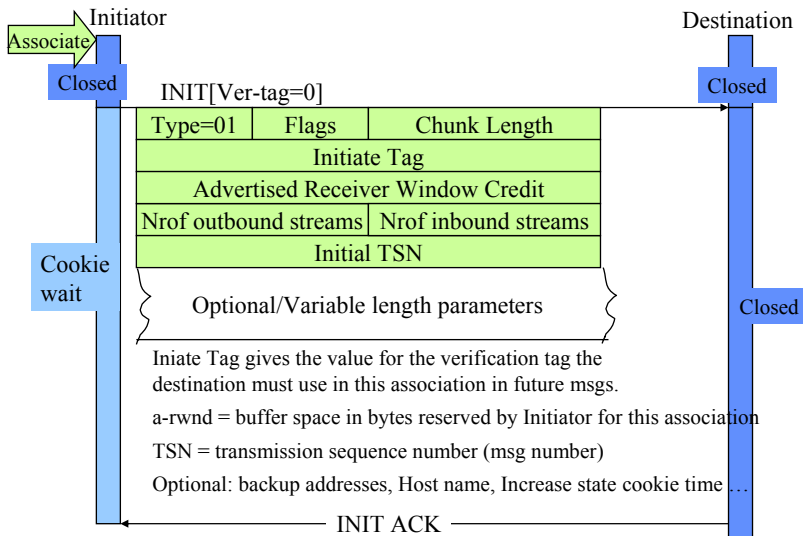 Initiator
Destination
Associate
Closed
Closed
INIT[Ver-tag=0]
Type=01 Flags Chunk Length
Initiate Tag
Advertised Receiver Window Credit
Nrof outbound streams Nrof inbound streams
Initial TSN
Cookie
wait
Optional/Variable length parameters
Closed
Iniate Tag gives the value for the verification tag the
destination must use in this association in future msgs.
a-rwnd = buffer space in bytes reserved by Initiator for this association
TSN = transmission sequence number (msg number)
Optional: backup addresses, Host name, Increase state cookie time …
INIT ACK